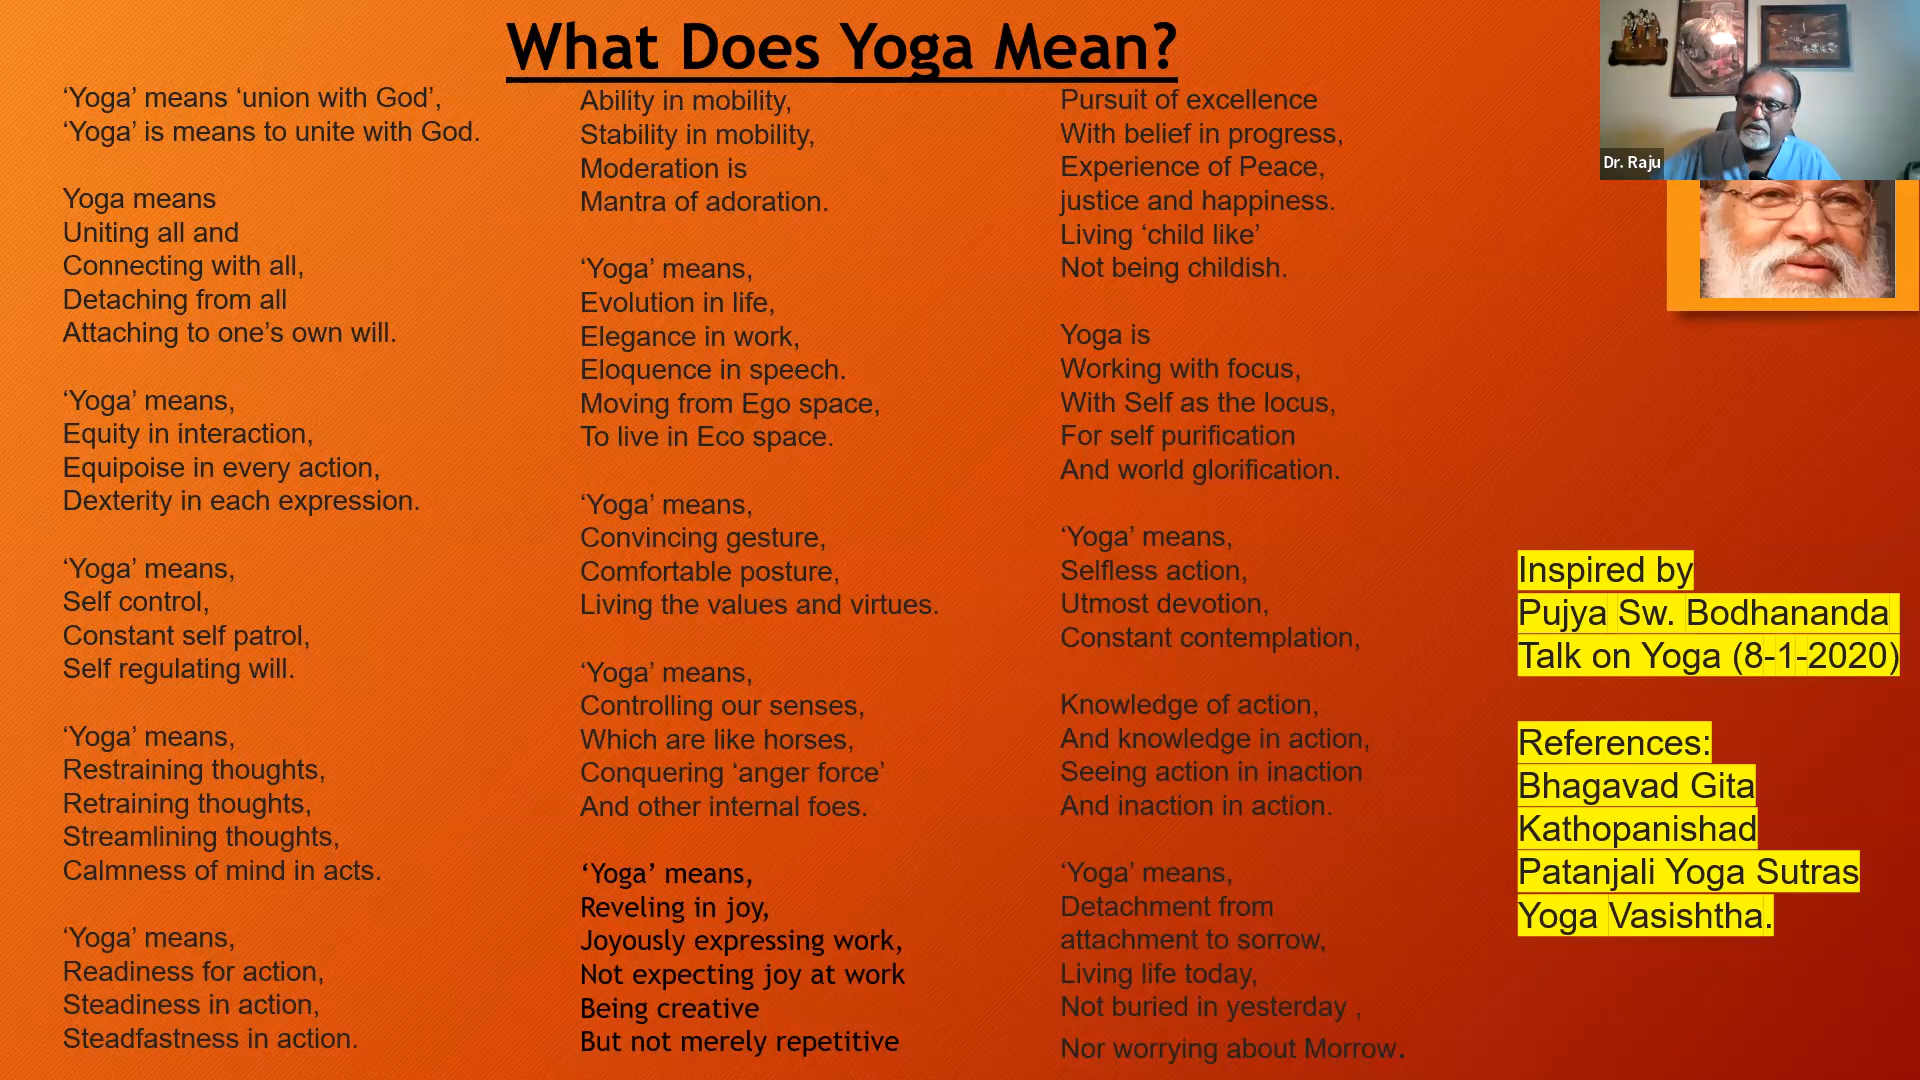 What Does Yoga Mean?
‘Yoga’ means ‘union with God’,
‘Yoga’ is means to unite with God.
Yoga means
Uniting all and
Connecting with all,
Detaching from all
Attaching to one’s own will.
‘Yoga’ means,
Equity in interaction,
Equipoise in every action,
Dexterity in each expression.
‘Yoga’ means,
Self control,
Constant self patrol,
Self regulating will.
‘Yoga’ means,
Restraining thoughts,
Retraining thoughts,
Streamlining thoughts,
Calmness of mind in acts.
‘Yoga’ means,
Readiness for action,
Steadiness in action,
Steadfastness in action.
Ability in mobility,
Stability in mobility,
Moderation is
Mantra of adoration.
‘Yoga’ means,
Evolution in life,
Elegance in work,
Eloquence in speech.
Moving from Ego space,
To live in Eco space.
‘Yoga’ means,
Convincing gesture,
Comfortable posture,
Living the values and virtues.
‘Yoga’ means,
Controlling our senses,
Which are like horses,
Conquering ‘anger force’
And other internal foes.
‘Yoga’ means,
Reveling in joy,
Joyously expressing work,
Not expecting joy at work
Being creative
But not merely repetitive
Pursuit of excellence
With belief in progress,
Experience of Peace,
justice and happiness.
Living ‘child like’
Not being childish.
Yoga is
Working with focus,
With Self as the locus,
For self purification
And world glorification.
‘Yoga’ means,
Selfless action,
Utmost devotion,
Constant contemplation,
Knowledge of action,
And knowledge in action,
Seeing action in inaction
And inaction in action.
‘Yoga’ means,
Detachment from
attachment to sorrow,
Living life today,
Not buried in yesterday ,
Nor worrying about Morrow.
Dr. Raju
Inspired by
Pujya Sw. Bodhananda
Talk on Yoga (8-1-2020)
References:
Bhagavad Gita
Kathopanishad
Patanjali Yoga Sutras
Yoga Vasishtha.